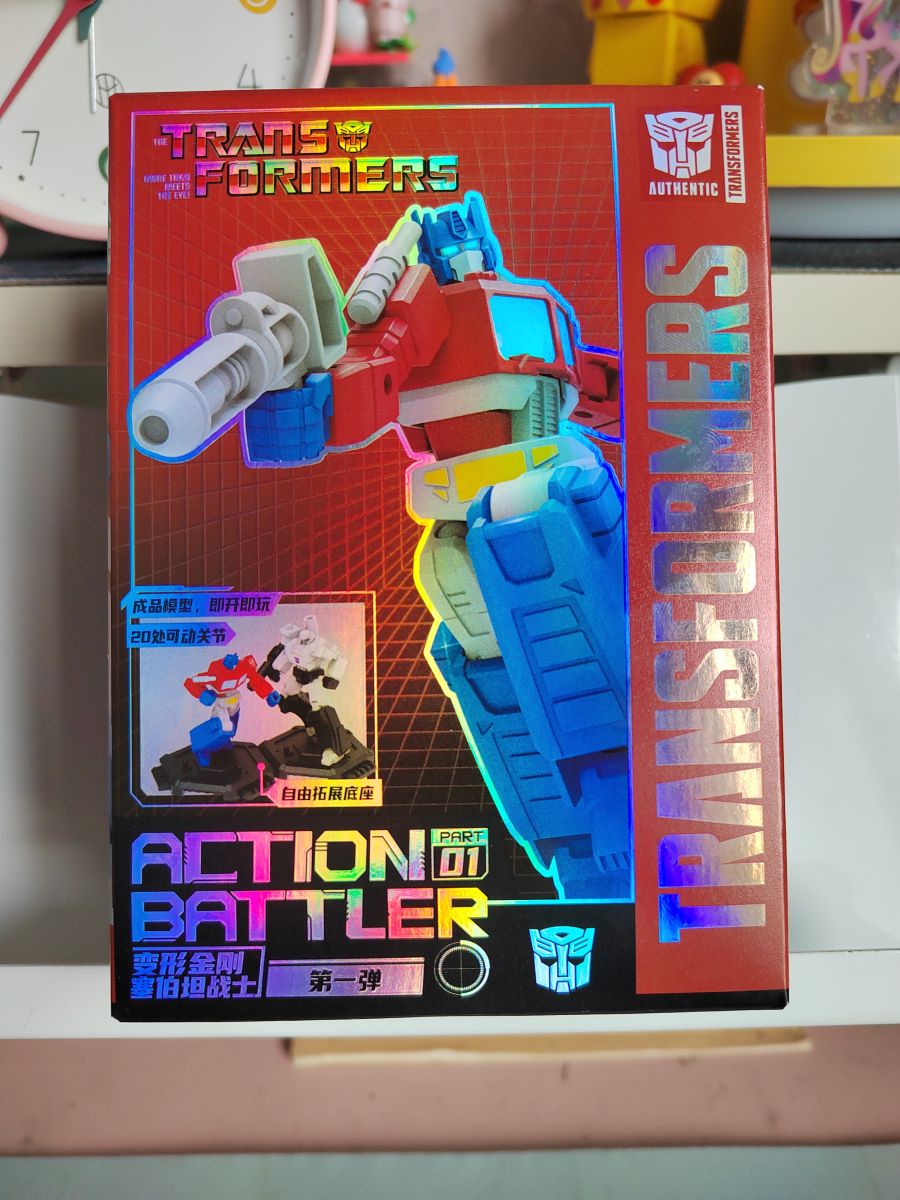 THE TRANS
FORMERS
MORE THAN
MEETS
THE EYE!
AUTHENTIC
TRANSFORMERS
TRANSFORMERS
成品模型，即开即玩
20处可动关节
自由拓展底座
ACTION
PART
01
BATTLER
变形金刚
塞伯坦战士
第一弹
4
7